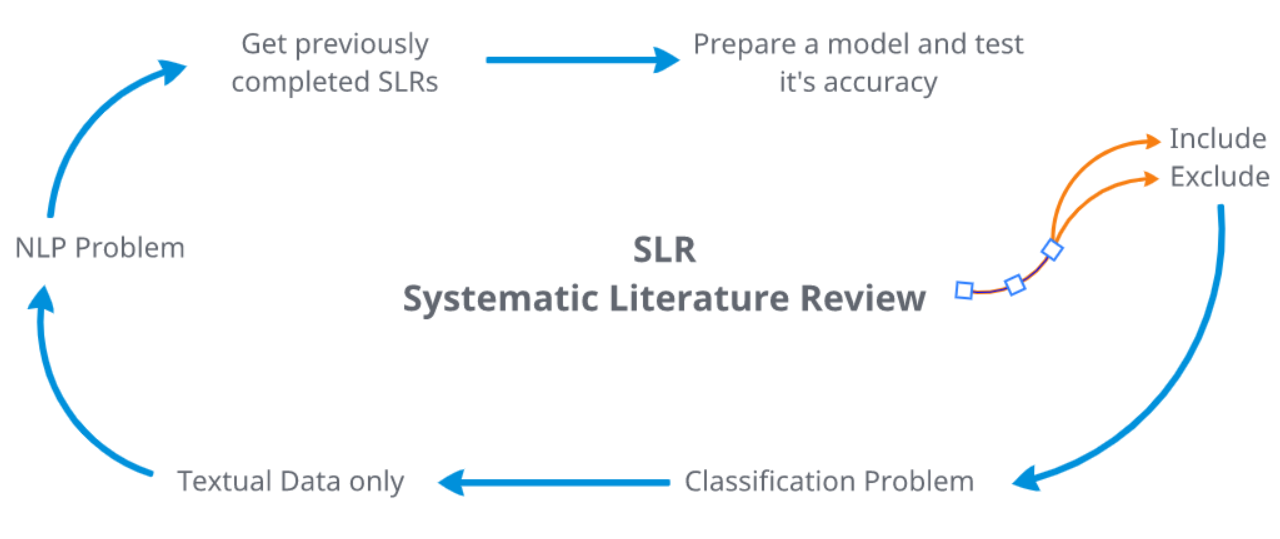 Get previously
completed SLRs
Prepare a model and test
it's accuracy
Include
Exclude
NLP Problem
SLR
Systematic Literature Review
Textual Data only
Classification Problem